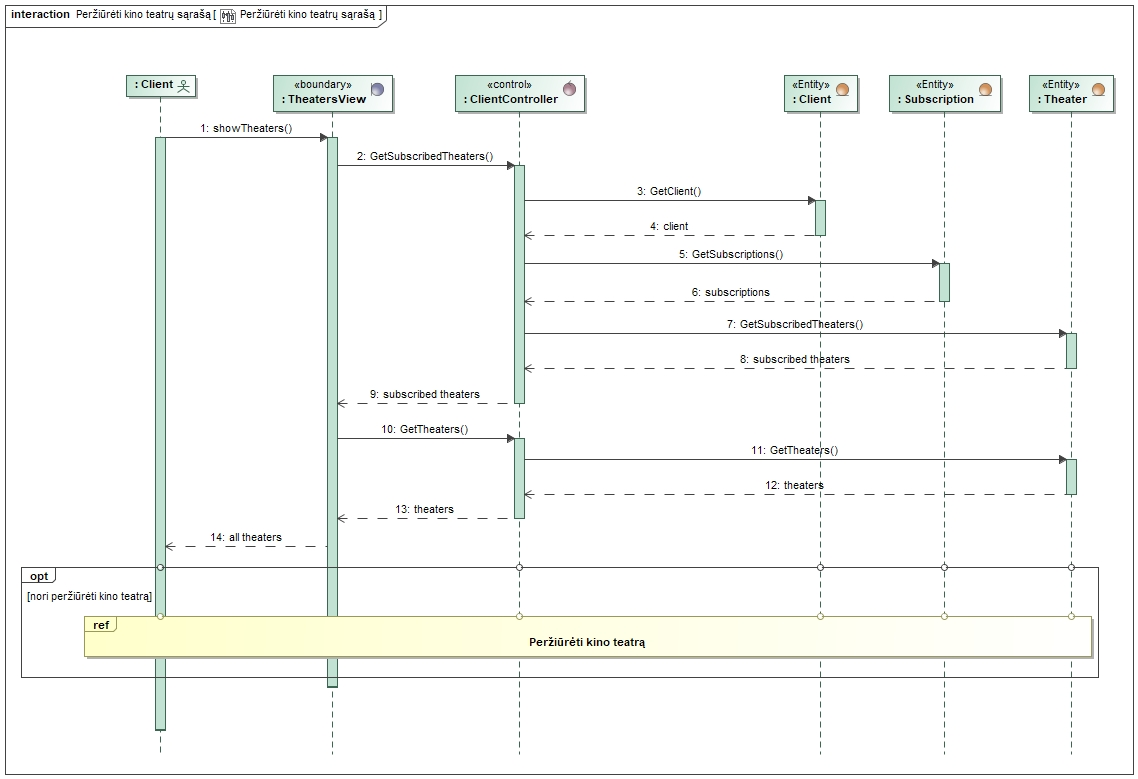 interaction Peržiūrėti kino teatrų sąrašą [ Peržiūrėti kino teatrų sąrašą ]
: Client
«boundary»
: TheatersView
«control»
: ClientController
«Entity»
: Client
«Entity»
: Subscription
«Entity»
: Theater
1: showTheaters()
2: GetSubscribedTheaters()
3: GetClient()
4: client
5: GetSubscriptions()
6: subscriptions
7: GetSubscribedTheaters()
8: subscribed theaters
9: subscribed theaters
10: GetTheaters()
11: GetTheaters()
12: theaters
13: theaters
14: all theaters
opt
[nori peržiūrėti kino teatrą]
ref
Peržiūrėti kino teatrą